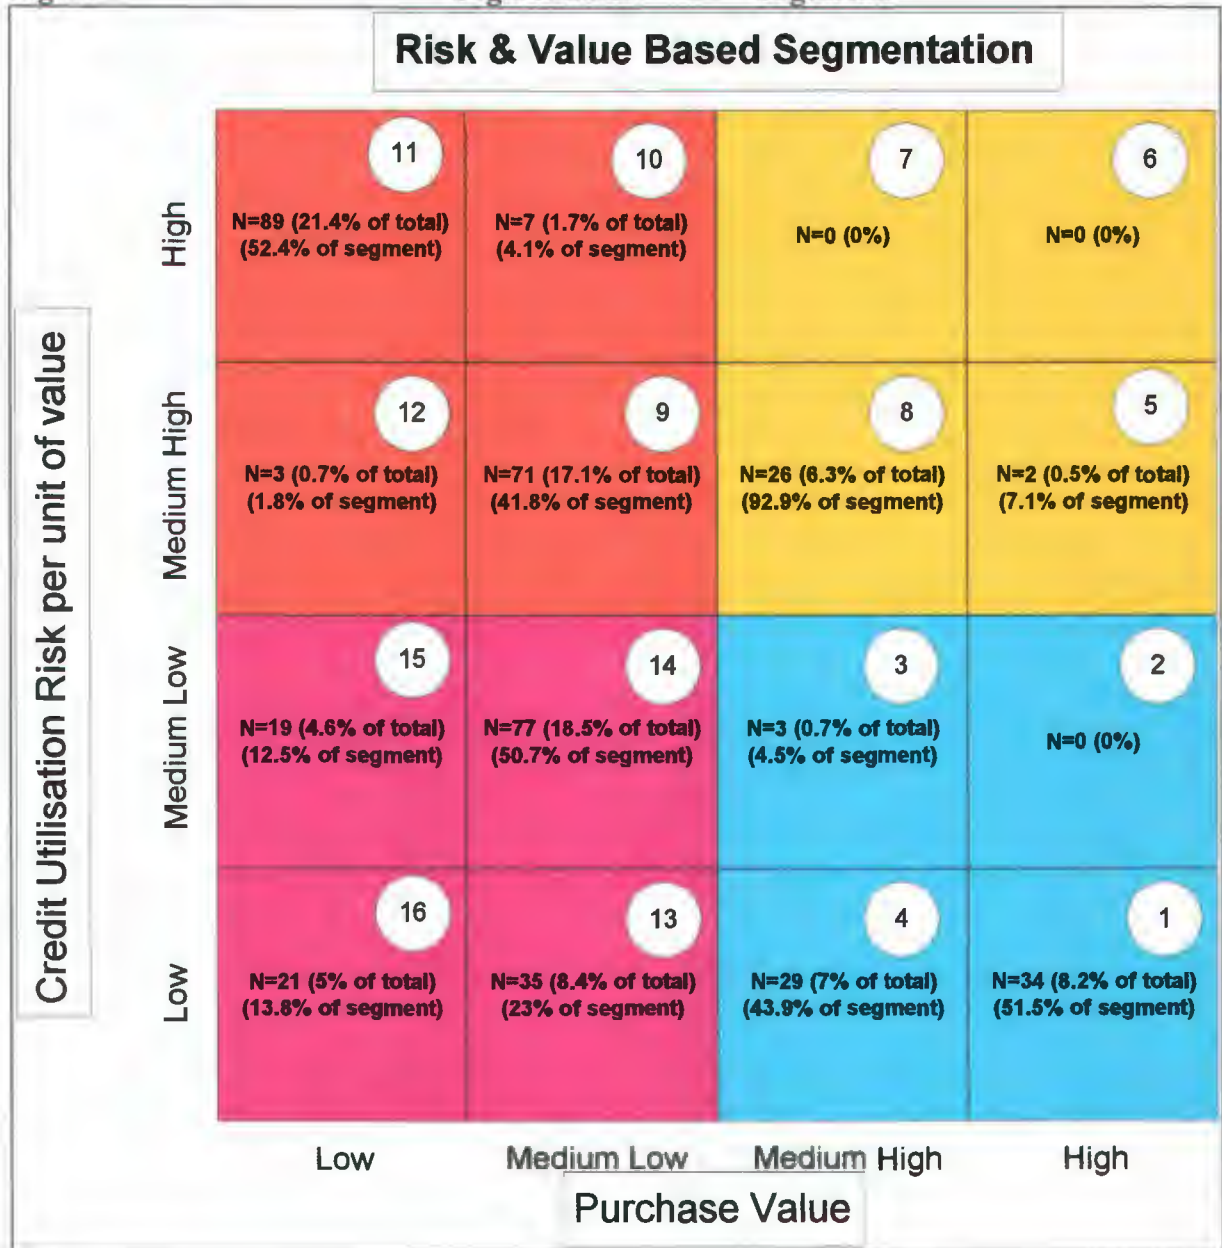 Risk & Value Based Segmentation
Credit Utilisation Risk per unit of value
High
11
N=89 (21.4% of total)
(52.4% of segment)
10
N=7 (1.7% of total)
(4.1% of segment)
7
N=0 (0%)
6
N=0 (0%)
Medium High
12
N=3 (0.7% of total)
(1.8% of segment)
9
N=71 (17.1% of total)
(41.8% of segment)
8
N=26 (6.3% of total)
(92.9% of segment)
5
N=2 (0.5% of total)
(7.1% of segment)
Medium Low
15
N=19 (4.6% of total)
(12.5% of segment)
14
N=77 (18.5% of total)
(50.7% of segment)
3
N=3 (0.7% of total)
(4.5% of segment)
2
N=0 (0%)
Low
16
N=21 (5% of total)
(13.8% of segment)
13
N=35 (8.4% of total)
(23% of segment)
4
N=29 (7% of total)
(43.9% of segment)
1
N=34 (8.2% of total)
(51.5% of segment)
Low
Medium Low
Medium High
High
Purchase Value